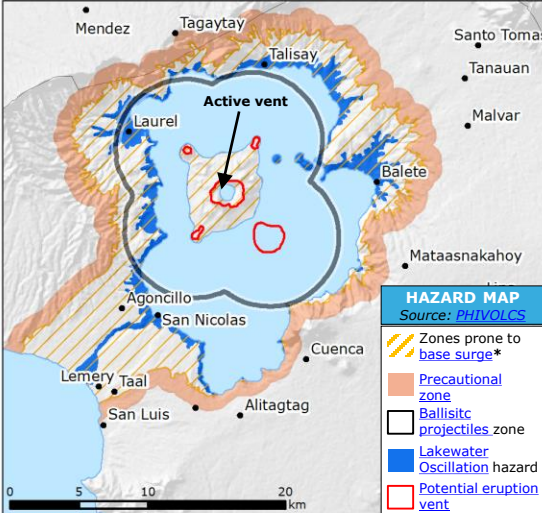 Mendez
Tagaytay
Santo Tomas
Talisay
Tanauan
Active vent
Laurel
Malvar
Balete
Mataasnakahoy
Agoncillo
San Nicolas
Cuenca
Lemery
Taal
Alitagtag
San Luis
HAZARD MAP
Source: PHIVOLCS
Zones prone to
base surge*
Precautional
zone
Ballisitc
projectiles zone
Lakewater
Oscillation hazard
Potential eruption
vent
0 5 10 20
km